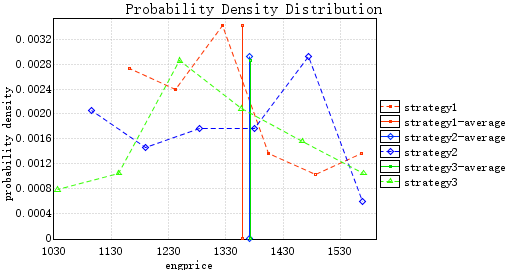 Probability Density Distribution
probability density
0.0032
0.0028
0.0024
0.0020
0.0016
0.0012
0.0008
0.0004
0
1030 1130 1230 1330 1430 1530
engprice
strategy1
strategy1-average
strategy2-average
strategy2
strategy3-average
strategy3